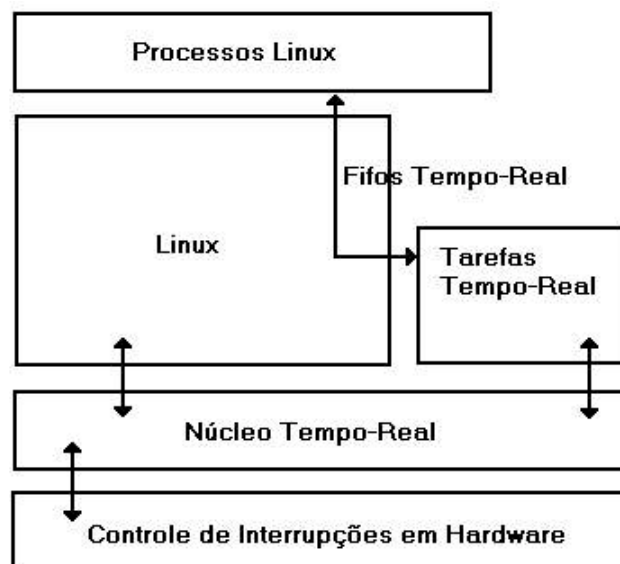 Processos Linux
Fifos Tempo-Real
Linux
Tarefas
Tempo-Real
Núcleo Tempo-Real
Controle de Interrupções em Hardware